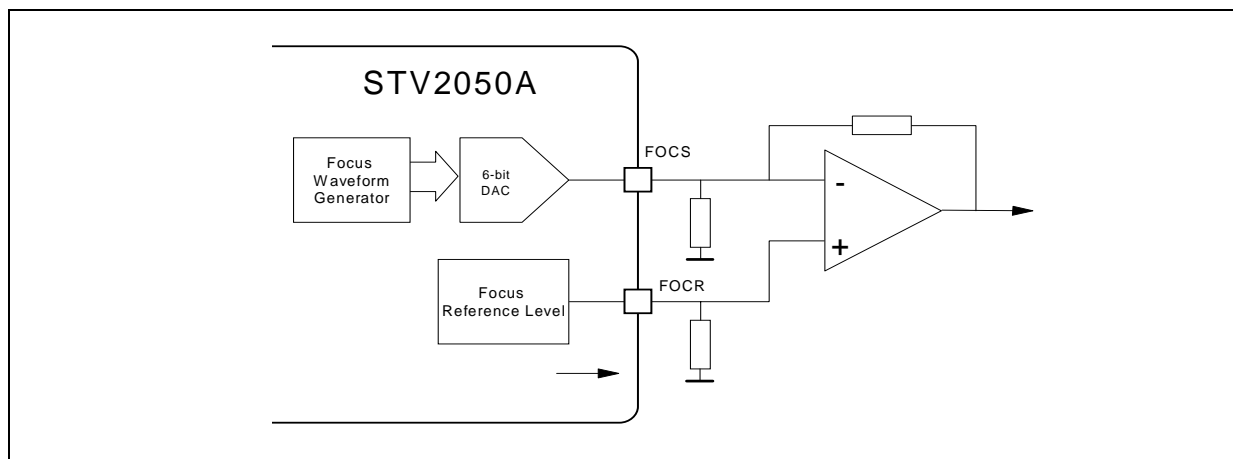 STV2050A
Focus
Waveform
Generator
6-bit
DAC
FOCS
-
+
Focus
Reference Level
FOCR